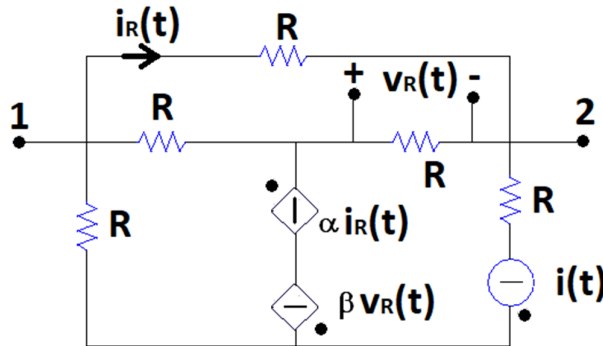 iR(t)
R
+ vR(t) -
1
R
2
R
R
R
α iR(t)
β vR(t)
i(t)